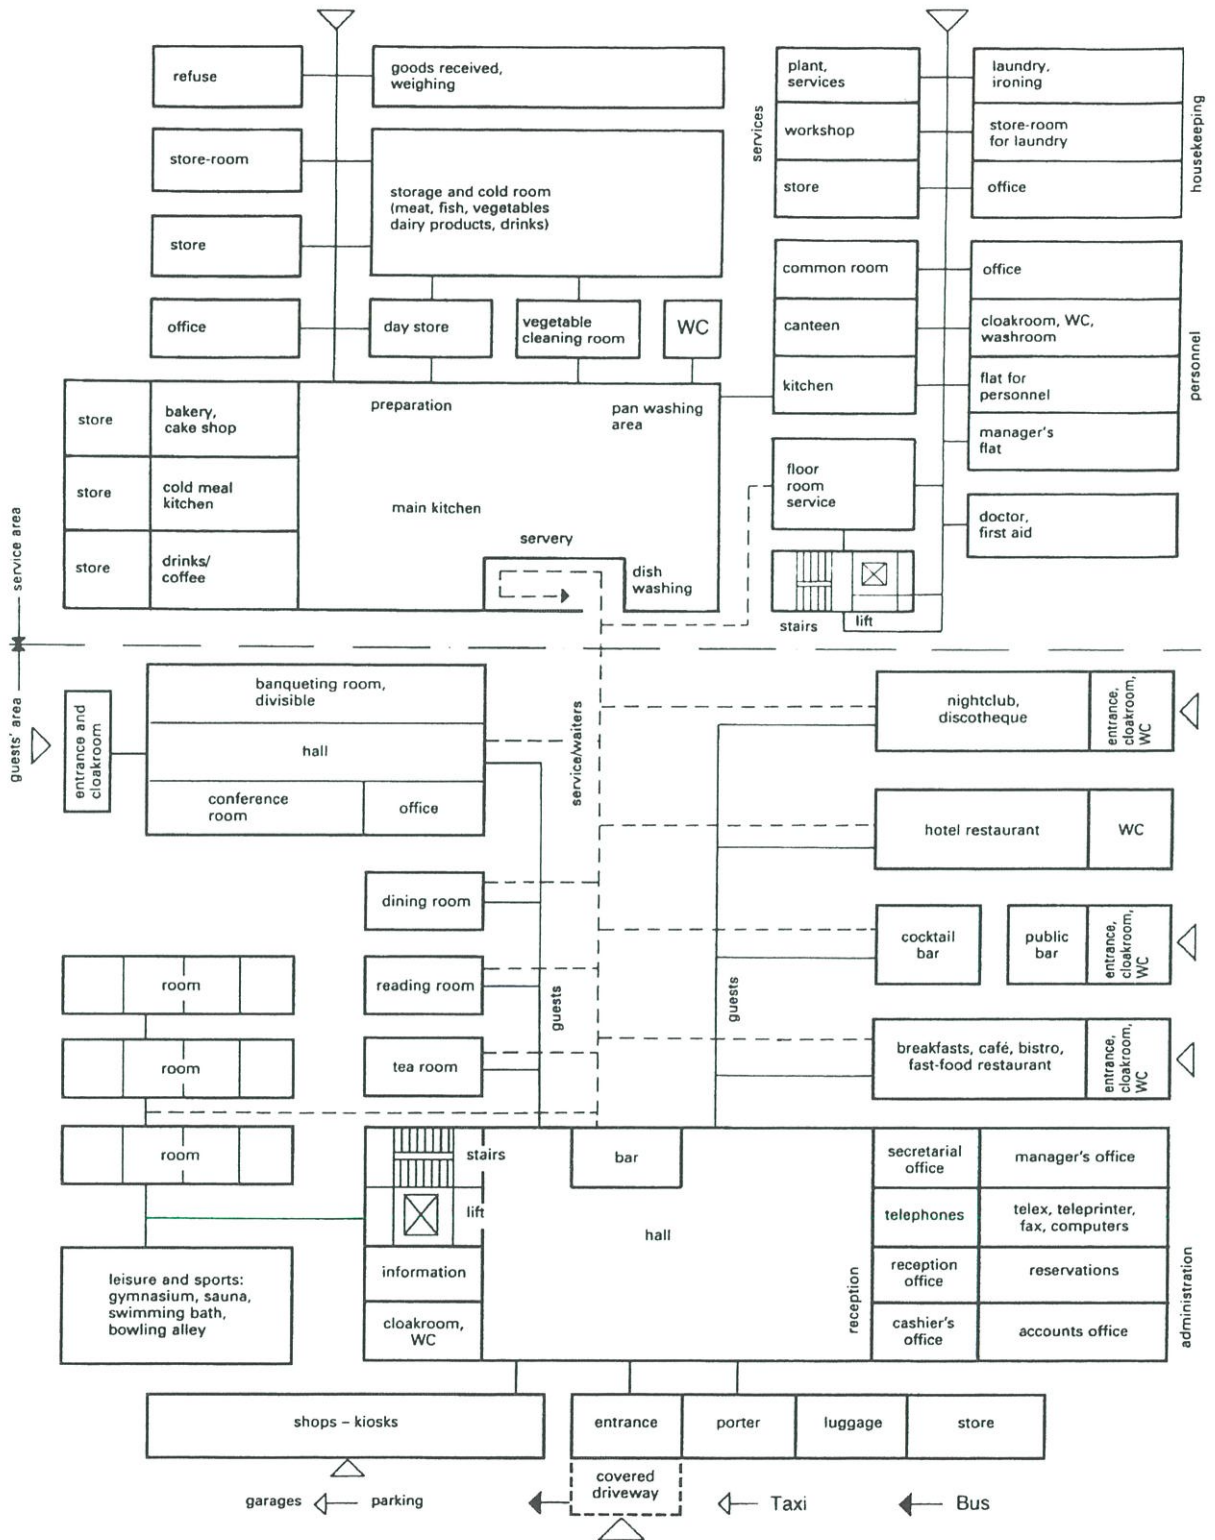 refuse
goods received,
weighing
store-room
storage and cold room
(meat, fish, vegetables
dairy products, drinks)
store
office
day store
vegetable
cleaning room
WC
services
plant,
services
laundry,
ironing
workshop
store-room
for laundry
store
office
housekeeping
common room
office
canteen
cloakroom, WC,
washroom
kitchen
flat for
personnel
manager's
flat
personnel
floor
room
service
doctor,
first aid
stairs
lift
store
bakery,
cake shop
preparation
pan washing
area
store
cold meal
kitchen
main kitchen
servery
store
drinks/
coffee
dish
washing
service area
guests' area
entrance and
cloakroom
banqueting room,
divisible
hall
conference
room
office
service/waiters
nightclub,
discotheque
entrance,
cloakroom,
WC
hotel restaurant
WC
dining room
cocktail
bar
public
bar
entrance,
cloakroom,
WC
room
reading room
guests
guests
room
tea room
breakfasts, café, bistro,
fast-food restaurant
entrance,
cloakroom,
WC
room
stairs
bar
lift
hall
information
cloakroom,
WC
leisure and sports:
gymnasium, sauna,
swimming bath,
bowling alley
reception
secretarial
office
manager's office
telephones
telex, teleprinter,
fax, computers
reception
office
reservations
cashier's
office
accounts office
administration
shops – kiosks
entrance
porter
luggage
store
garages
parking
covered
driveway
Taxi
Bus